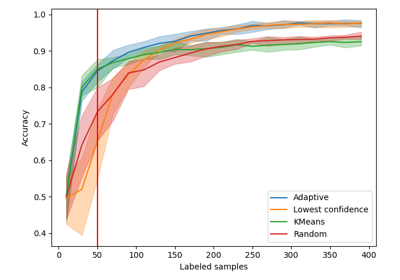 1.0
0.9
0.8
0.7
0.6
0.5
0.4
Accuracy
Adaptive
Lowest confidence
KMeans
Random
0 50 100 150 200 250 300 350 400
Labeled samples